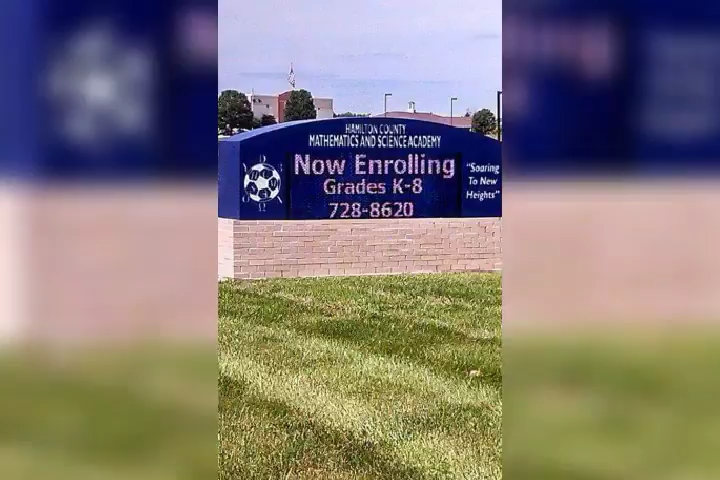 HAMILTON COUNTY
MATHEMATICS AND SCIENCE ACADEMY
Now Enrolling
Grades K-8
728-8620
"Soaring
To New
Heights"